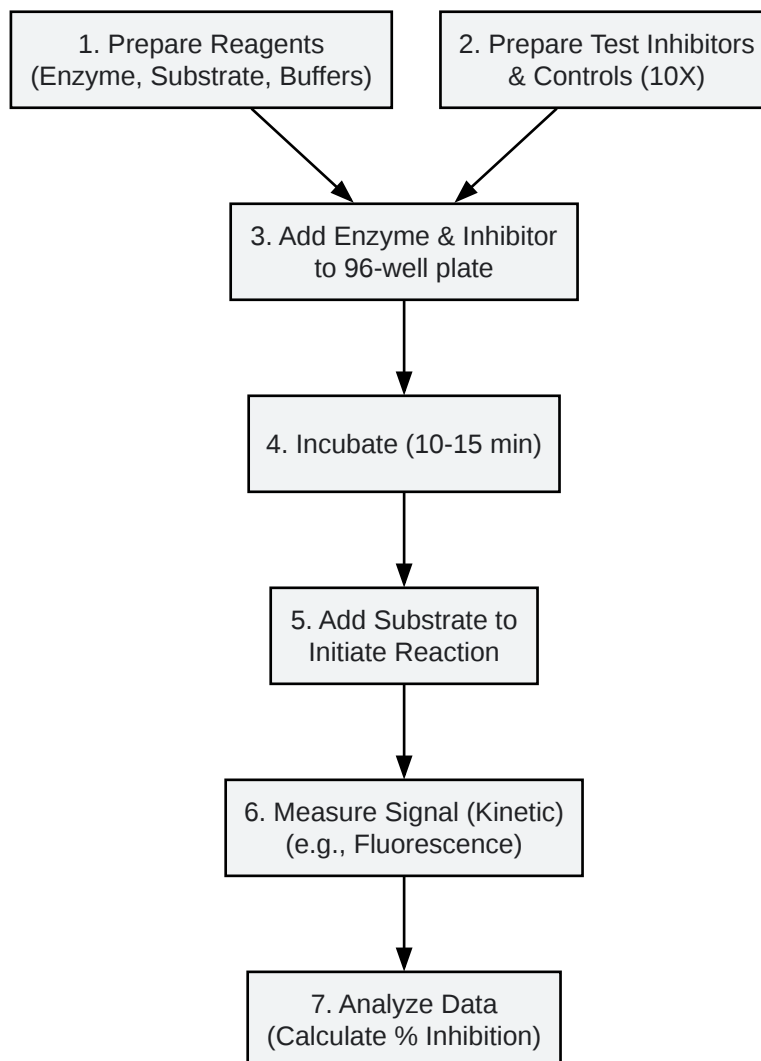 1. Prepare Reagents
(Enzyme, Substrate, Buffers)
2. Prepare Test Inhibitors
& Controls (10X)
3. Add Enzyme & Inhibitor
to 96-well plate
4. Incubate (10-15 min)
5. Add Substrate to
Initiate Reaction
6. Measure Signal (Kinetic)
(e.g., Fluorescence)
7. Analyze Data
(Calculate % Inhibition)